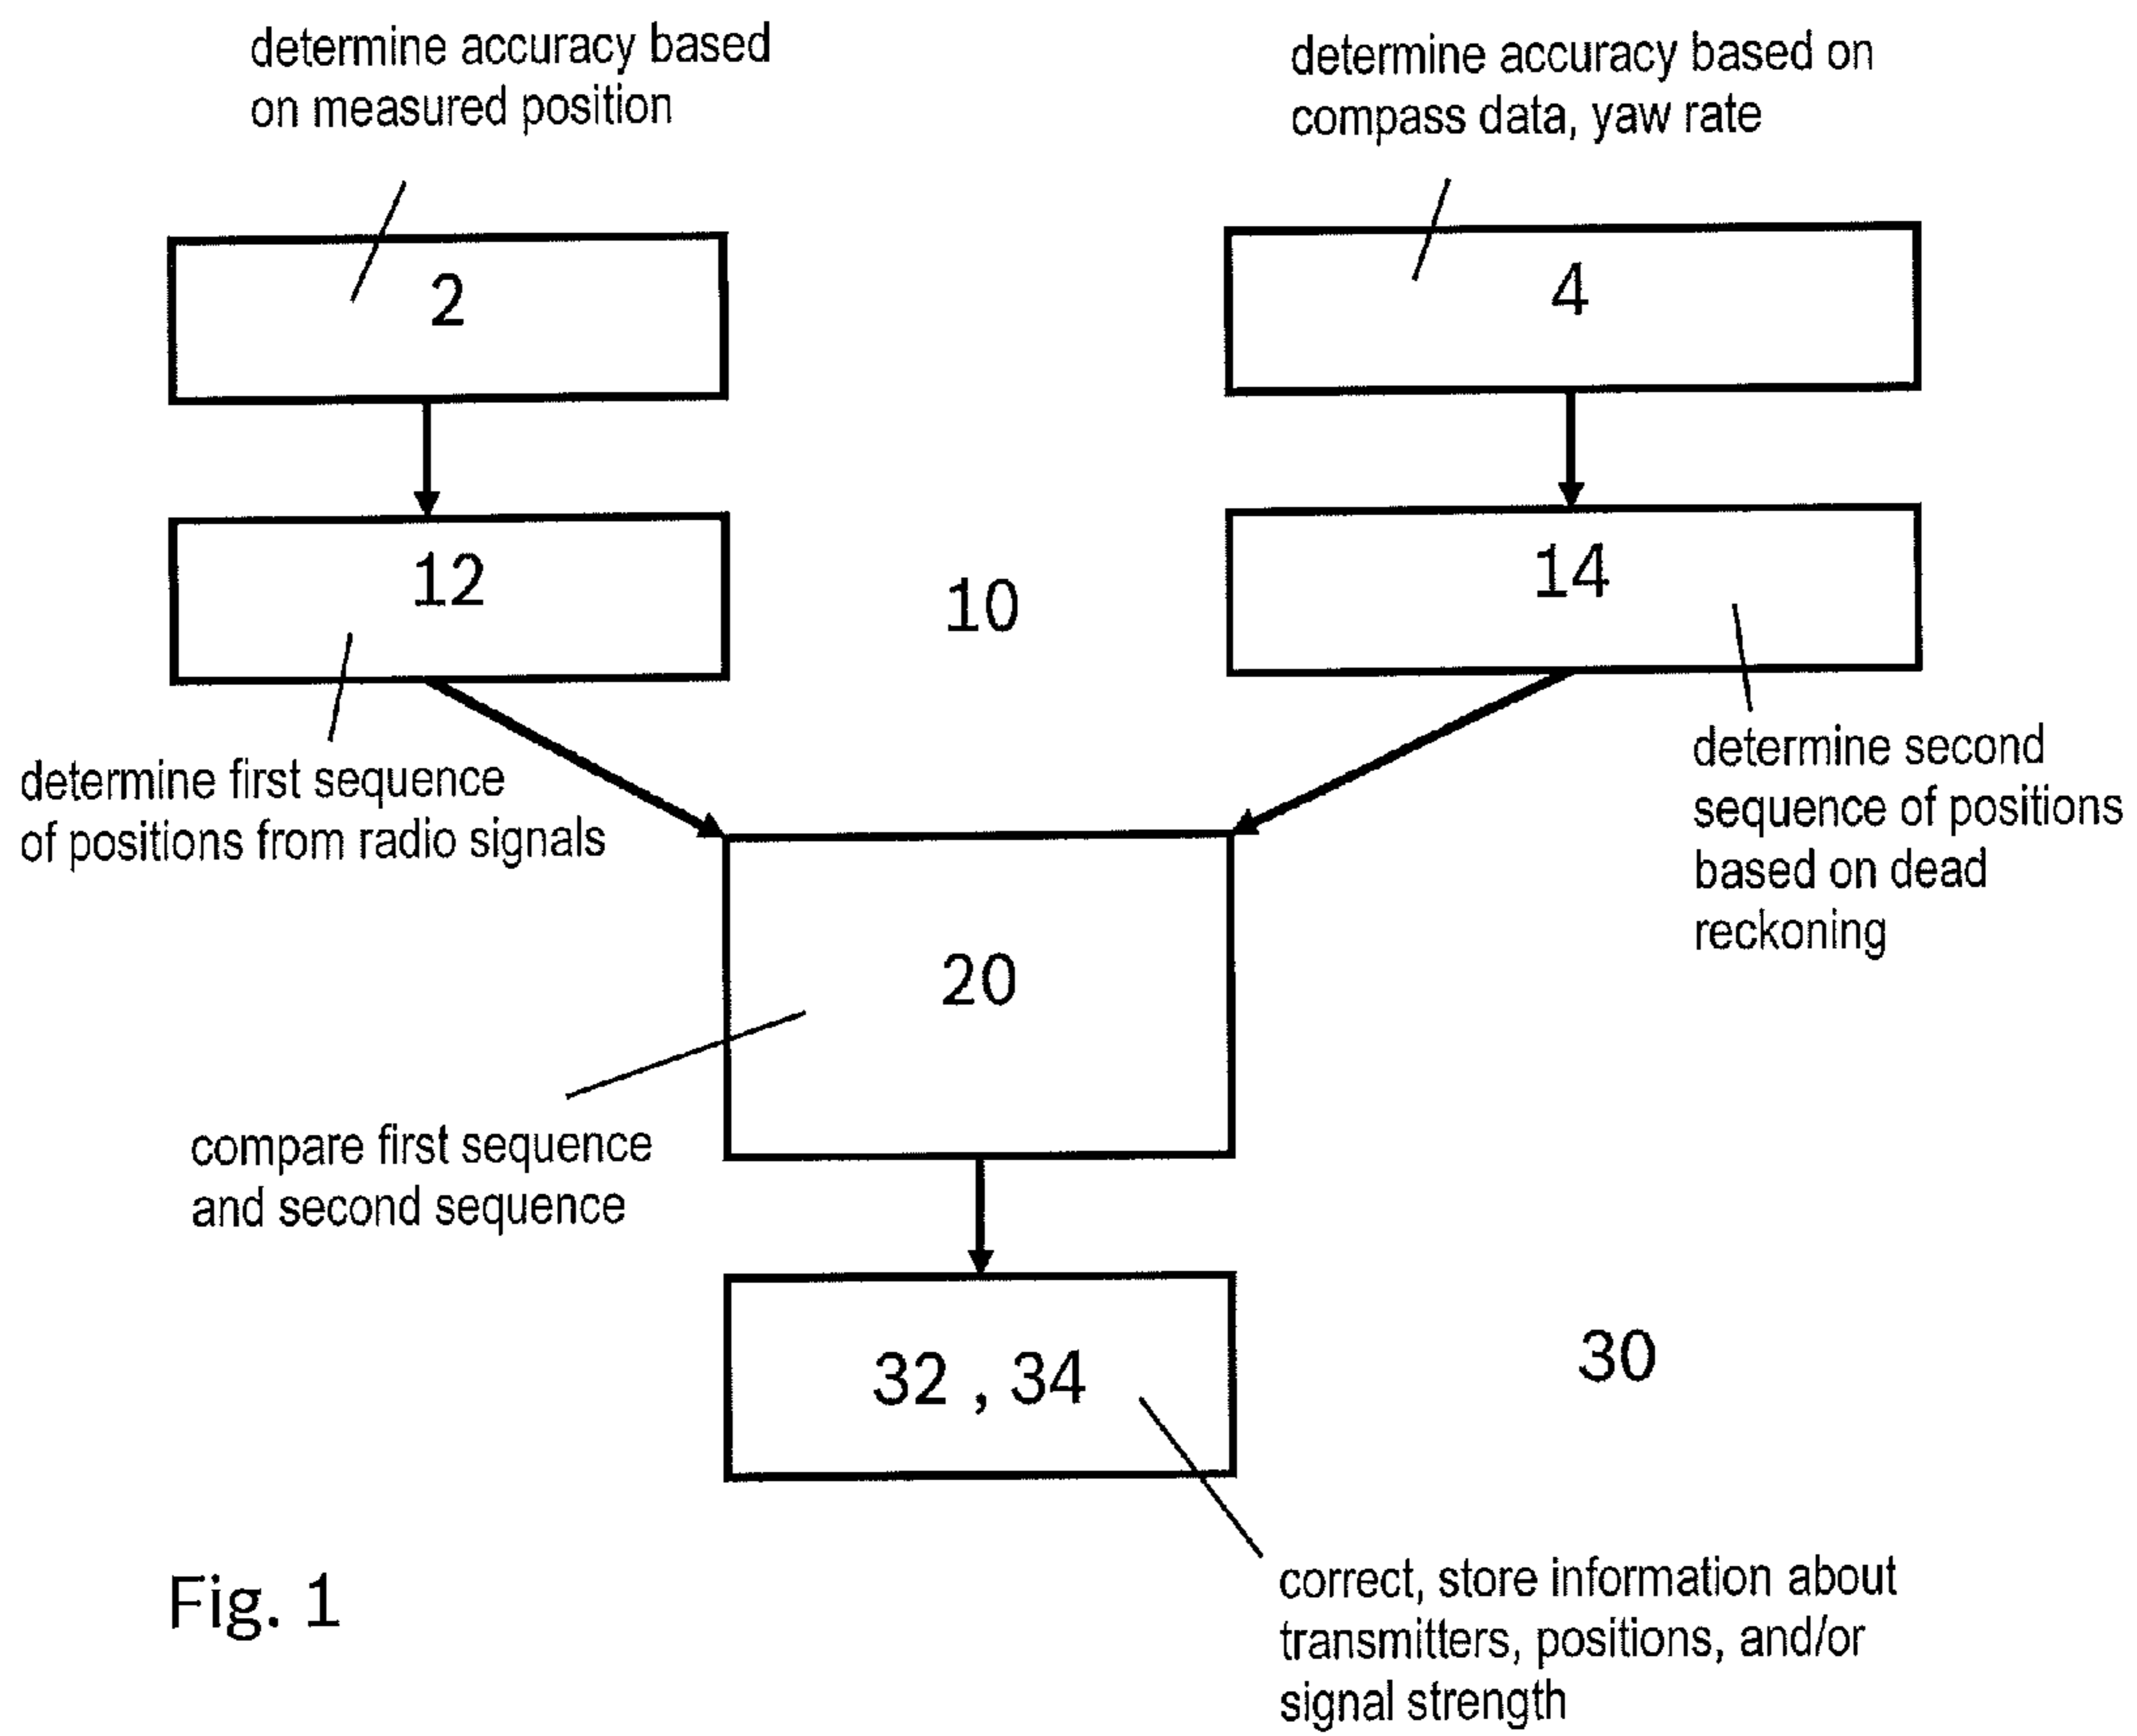 determine accuracy based
on measured position
determine accuracy based on
compass data, yaw rate
2
4
12
10
14
determine first sequence
of positions from radio signals
determine second
sequence of positions
based on dead
reckoning
20
compare first sequence
and second sequence
32 , 34
30
correct, store information about
transmitters, positions, and/or
signal strength
Fig. 1